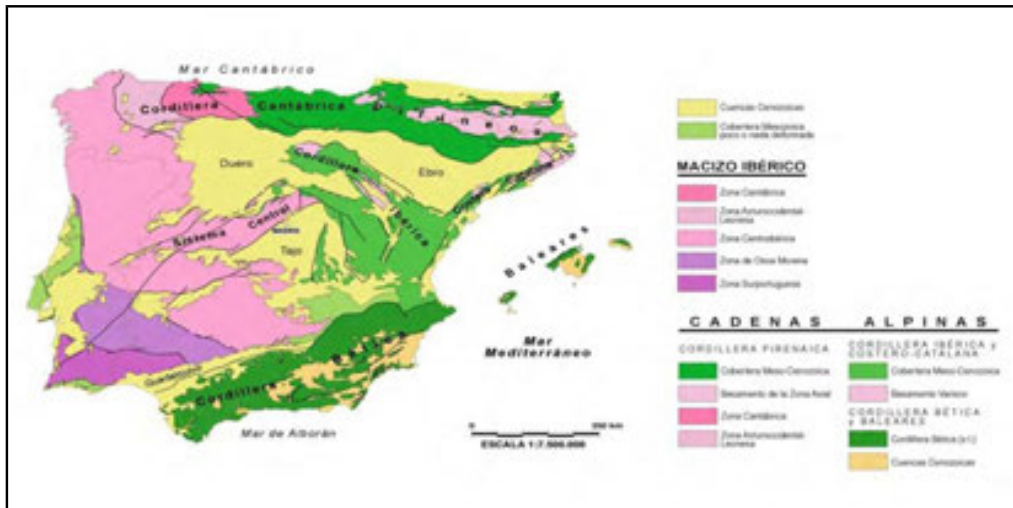 Mar Cantábrico
Cordillera Cantábrica
Pirineos
Duero
Cordillera Ibérica
Ebro
Costero Catalana
Sistema Central
MADRID
Tajo
Baleares
Mar
Mediterráneo
Guadalquivir
Cordillera Bética
Mar de Alborán
0 250 km
ESCALA 1:7.500.000
Cuencas Cenozoicas
Cobertera Mesozoica
poco o nada deformada
MACIZO IBÉRICO
Zona Cantábrica
Zona Asturoccidental-
Leonesa
Zona Centroibérica
Zona de Ossa Morena
Zona Surportuguesa
CADENAS ALPINAS
CORDILLERA PIRENAICA
Cobertera Meso-Cenozoica
Basamento de la Zona Axial
Zona Cantábrica
Zona Asturoccidental-
Leonesa
CORDILLERA IBÉRICA y
COSTERO-CATALANA
Cobertera Meso-Cenozoica
Basamento Varisco
CORDILLERA BÉTICA
y BALEARES
Cordillera Bética (s.l.)
Cuencas Cenozoicas